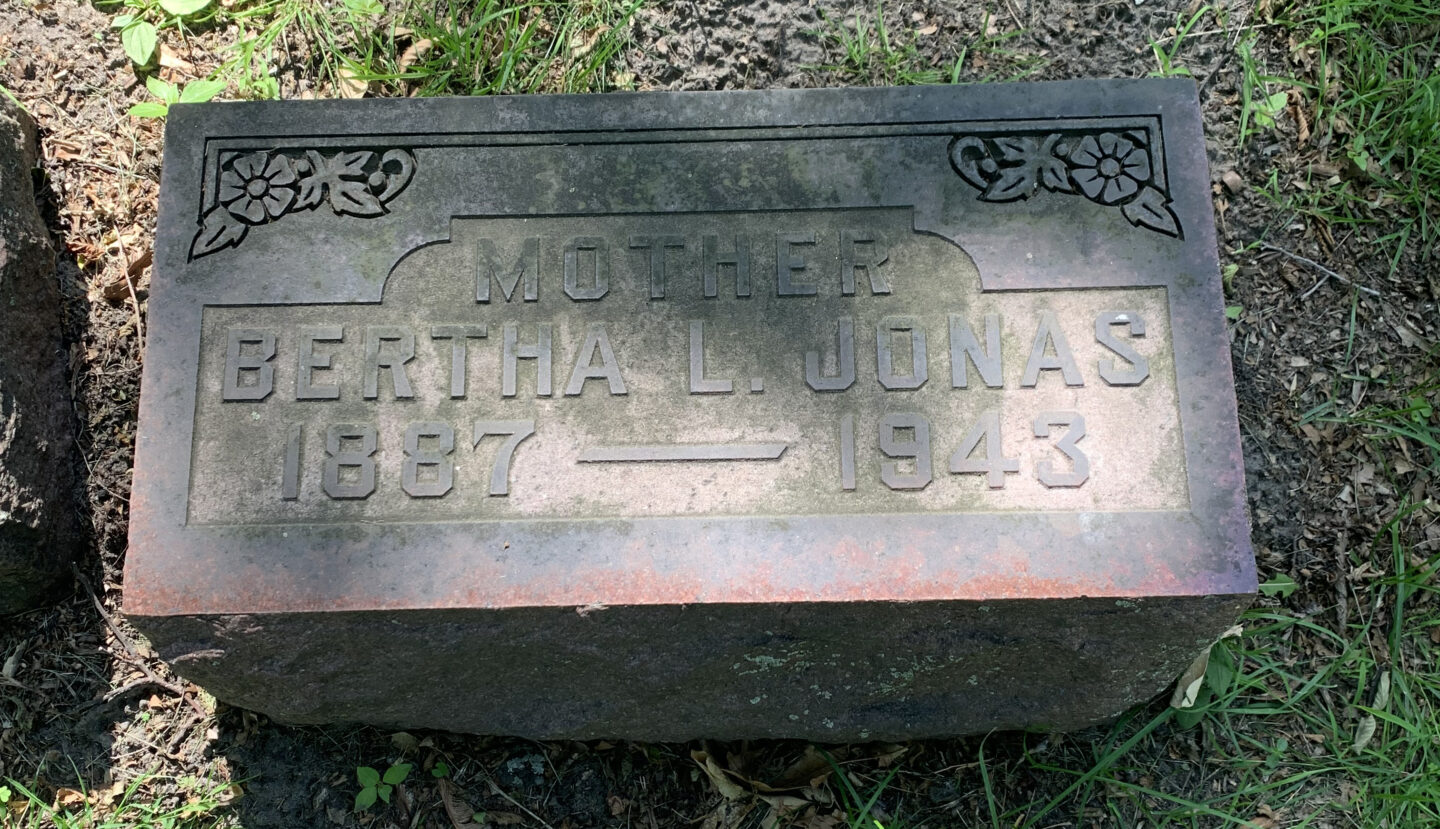 MOTHER
BERTHA L. JONAS
1887 — 1943